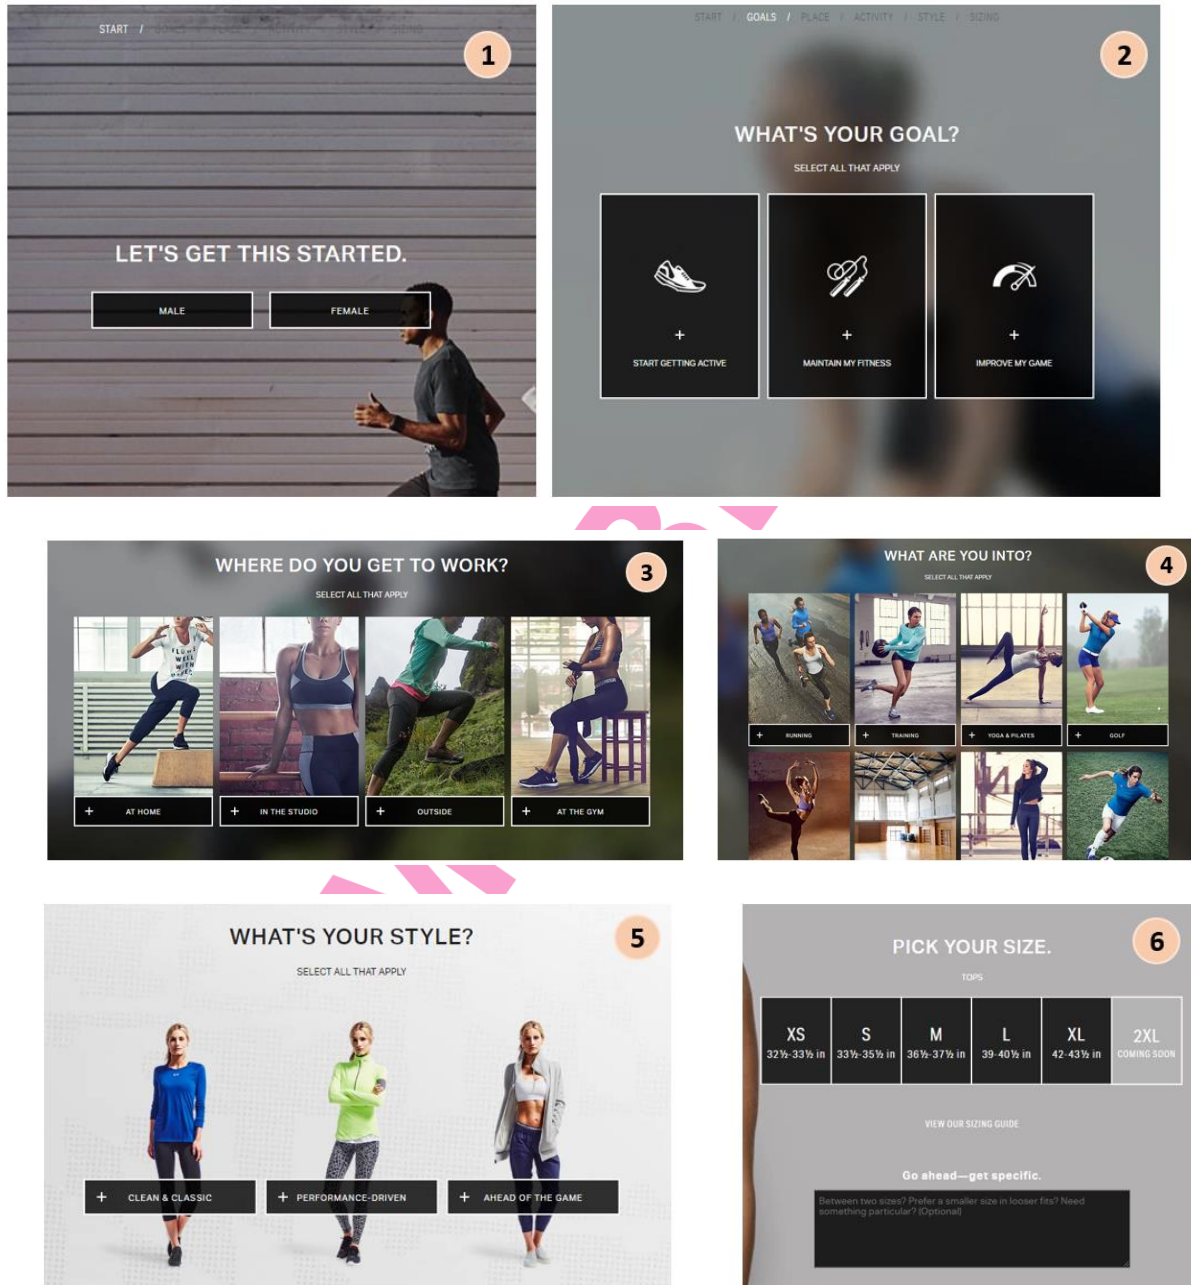 START /
GOALS / PLACE / ACTIVITY / STYLE / SIZING
1
START / GOALS / PLACE / ACTIVITY / STYLE / SIZING
2
LET'S GET THIS STARTED.
MALE FEMALE
WHAT'S YOUR GOAL?
SELECT ALL THAT APPLY
+ + +
START GETTING ACTIVE MAINTAIN MY FITNESS IMPROVE MY GAME
WHERE DO YOU GET TO WORK?
3
SELECT ALL THAT APPLY
+ AT HOME + IN THE STUDIO + OUTSIDE + AT THE GYM
WHAT ARE YOU INTO?
4
SELECT ALL THAT APPLY
+ RUNNING + TRAINING + YOGA & PILATES + GOLF
WHAT'S YOUR STYLE?
5
SELECT ALL THAT APPLY
+ CLEAN & CLASSIC + PERFORMANCE-DRIVEN + AHEAD OF THE GAME
PICK YOUR SIZE.
6
TOPS
XS S M L XL 2XL
32½-33½ in 33½-35½ in 36½-37½ in 39-40½ in 42-43½ in COMING SOON
VIEW OUR SIZING GUIDE
Go ahead—get specific.
Between two sizes? Prefer a smaller size in looser fits? Need
something particular? (Optional)